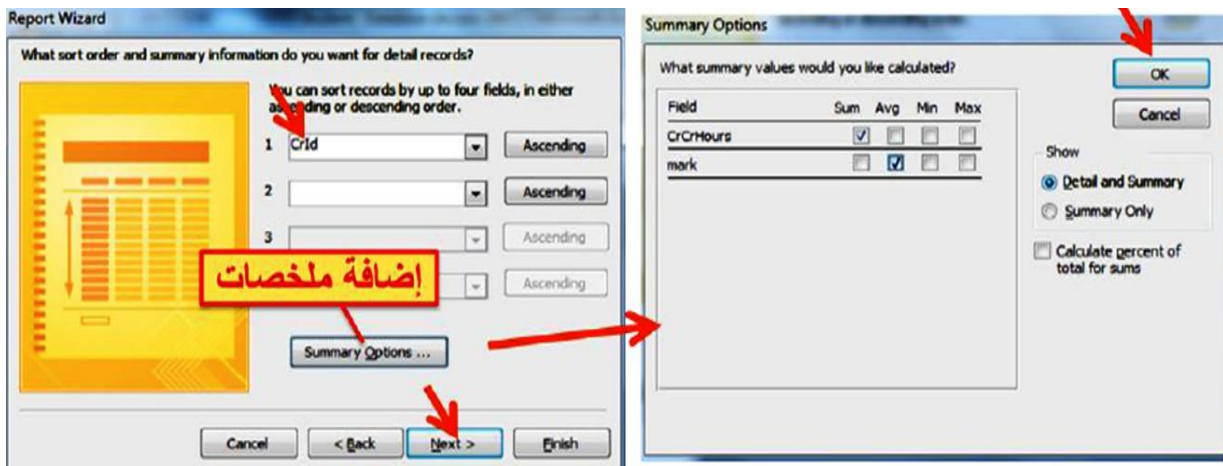 Report Wizard
What sort order and summary information do you want for detail records?
You can sort records by up to four fields, in either
ascending or descending order.
1 CrId Ascending
2 Ascending
3 Ascending
Ascending
إضافة ملخصات
Summary Options ...
Cancel < Back Next > Finish
Summary Options
What summary values would you like calculated?
Field Sum Avg Min Max
CrCrHours
mark
OK
Cancel
Show
Detail and Summary
Summary Only
Calculate percent of
total for sums